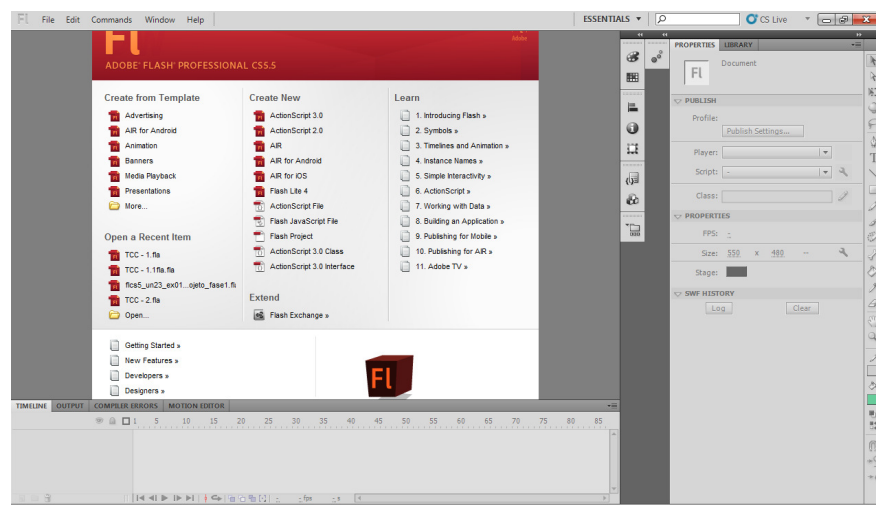 Fl File Edit Commands Window Help ESSENTIALS CS Live
Fl
Adobe
ADOBE® FLASH® PROFESSIONAL CS5.5
Create from Template
Advertising
AIR for Android
Animation
Banners
Media Playback
Presentations
More...
Open a Recent Item
TCC - 1.fla
TCC - 1.1fla.fla
flcs5_un23_ex01...ojeto_fase1.fl
TCC - 2.fla
Open...
Create New
ActionScript 3.0
ActionScript 2.0
AIR
AIR for Android
AIR for iOS
Flash Lite 4
ActionScript File
Flash JavaScript File
Flash Project
ActionScript 3.0 Class
ActionScript 3.0 Interface
Extend
Flash Exchange »
Learn
1. Introducing Flash »
2. Symbols »
3. Timelines and Animation »
4. Instance Names »
5. Simple Interactivity »
6. ActionScript »
7. Working with Data »
8. Building an Application »
9. Publishing for Mobile »
10. Publishing for AIR »
11. Adobe TV »
Getting Started »
New Features »
Developers »
Designers »
Fl
PROPERTIES LIBRARY
Fl Document
PUBLISH
Profile:
Publish Settings...
Player:
Script: -
Class:
PROPERTIES
FPS: -
Size: 550 x 480 --
Stage:
SWF HISTORY
Log Clear
TIMELINE OUTPUT COMPILER ERRORS MOTION EDITOR
1 5 10 15 20 25 30 35 40 45 50 55 60 65 70 75 80 85
- - fps - s